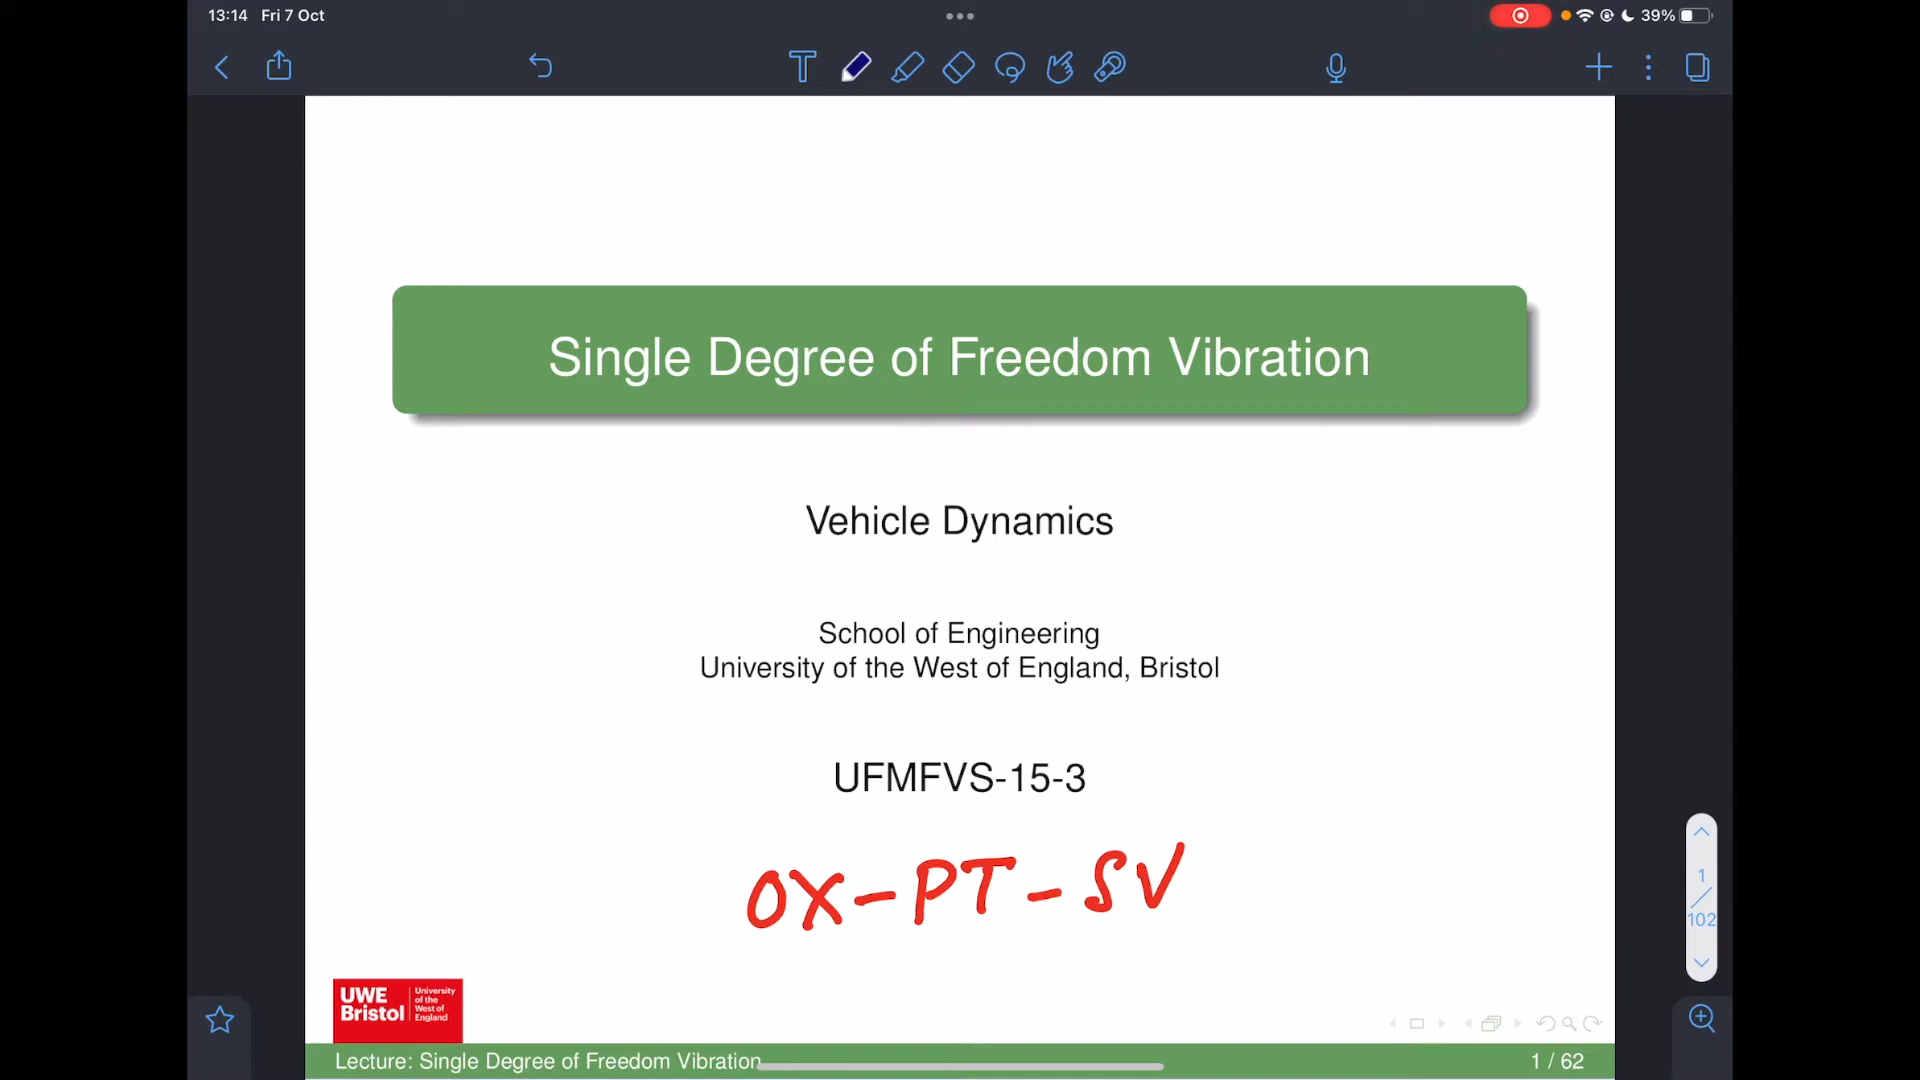 13:14 Fri 7 Oct
39%
T
Single Degree of Freedom Vibration
Vehicle Dynamics
School of Engineering
University of the West of England, Bristol
UFMFVS-15-3
OX-PT-SV
1
102
UWE Bristol
University of the West of England
Lecture: Single Degree of Freedom Vibration
1 / 62